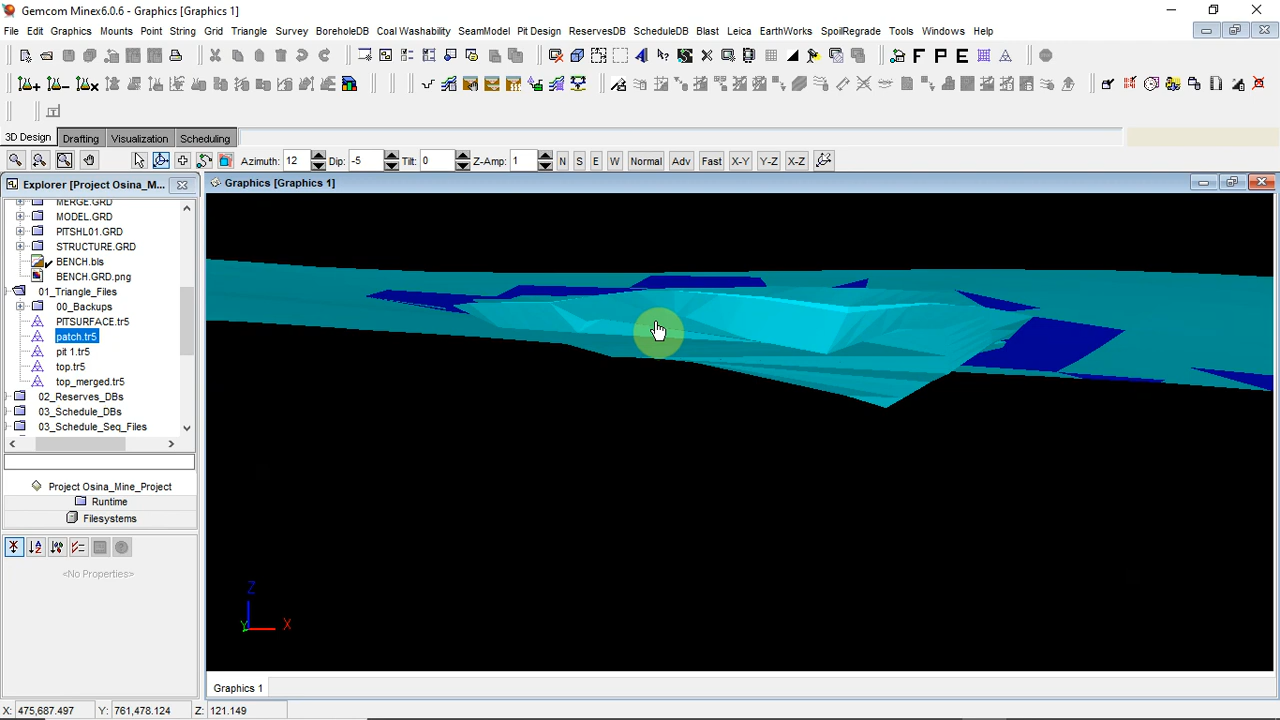 Gemcom Minex6.0.6 - Graphics [Graphics 1]
File Edit Graphics Mounts Point String Grid Triangle Survey BoreholeDB Coal Washability SeamModel Pit Design ReservesDB ScheduleDB Blast Leica EarthWorks SpoilRegrade Tools Windows Help
F P E
3D Design Drafting Visualization Scheduling
Azimuth: 12 Dip: -5 Tilt: 0 Z-Amp: 1 N S E W Normal Adv Fast X-Y Y-Z X-Z
Explorer [Project Osina_M...
Graphics [Graphics 1]
MERGE.GRD
MODEL.GRD
PITSHL01.GRD
STRUCTURE.GRD
BENCH.bls
BENCH.GRD.png
01_Triangle_Files
00_Backups
PITSURFACE.tr5
patch.tr5
pit 1.tr5
top.tr5
top_merged.tr5
02_Reserves_DBs
03_Schedule_DBs
03_Schedule_Seq_Files
Project Osina_Mine_Project
Runtime
Filesystems
<No Properties>
Z
Y
X
Graphics 1
X: 475,687.497 Y: 761,478.124 Z: 121.149